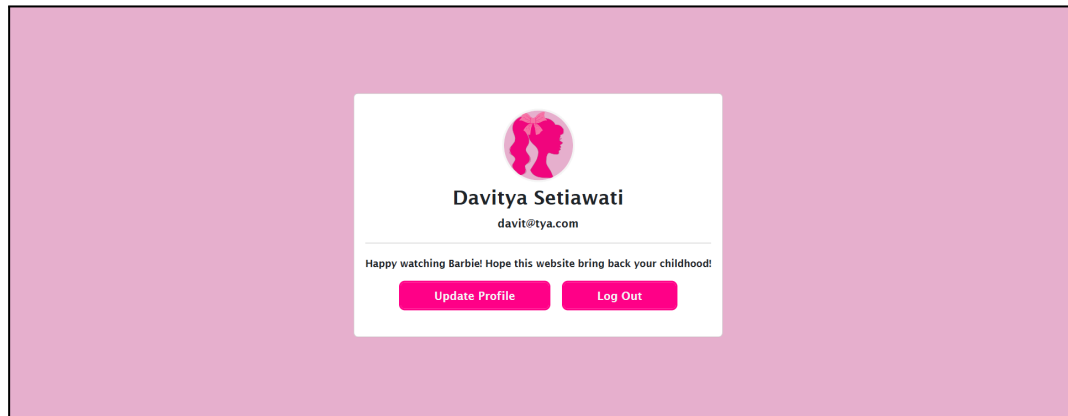 Davitya Setiawati
davit@tya.com
Happy watching Barbie! Hope this website bring back your childhood!
Update Profile
Log Out